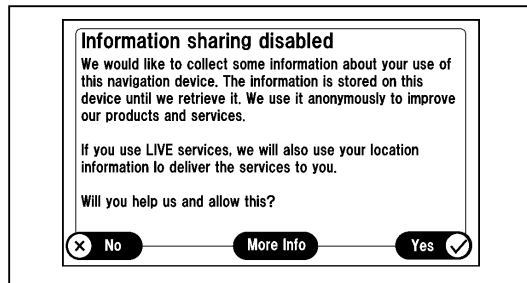 Information sharing disabled
We would like to collect some information about your use of
this navigation device. The information is stored on this
device until we retrieve it. We use it anonymously to improve
our products and services.
If you use LIVE services, we will also use your location
information lo deliver the services to you.
Will you help us and allow this?
No More Info Yes